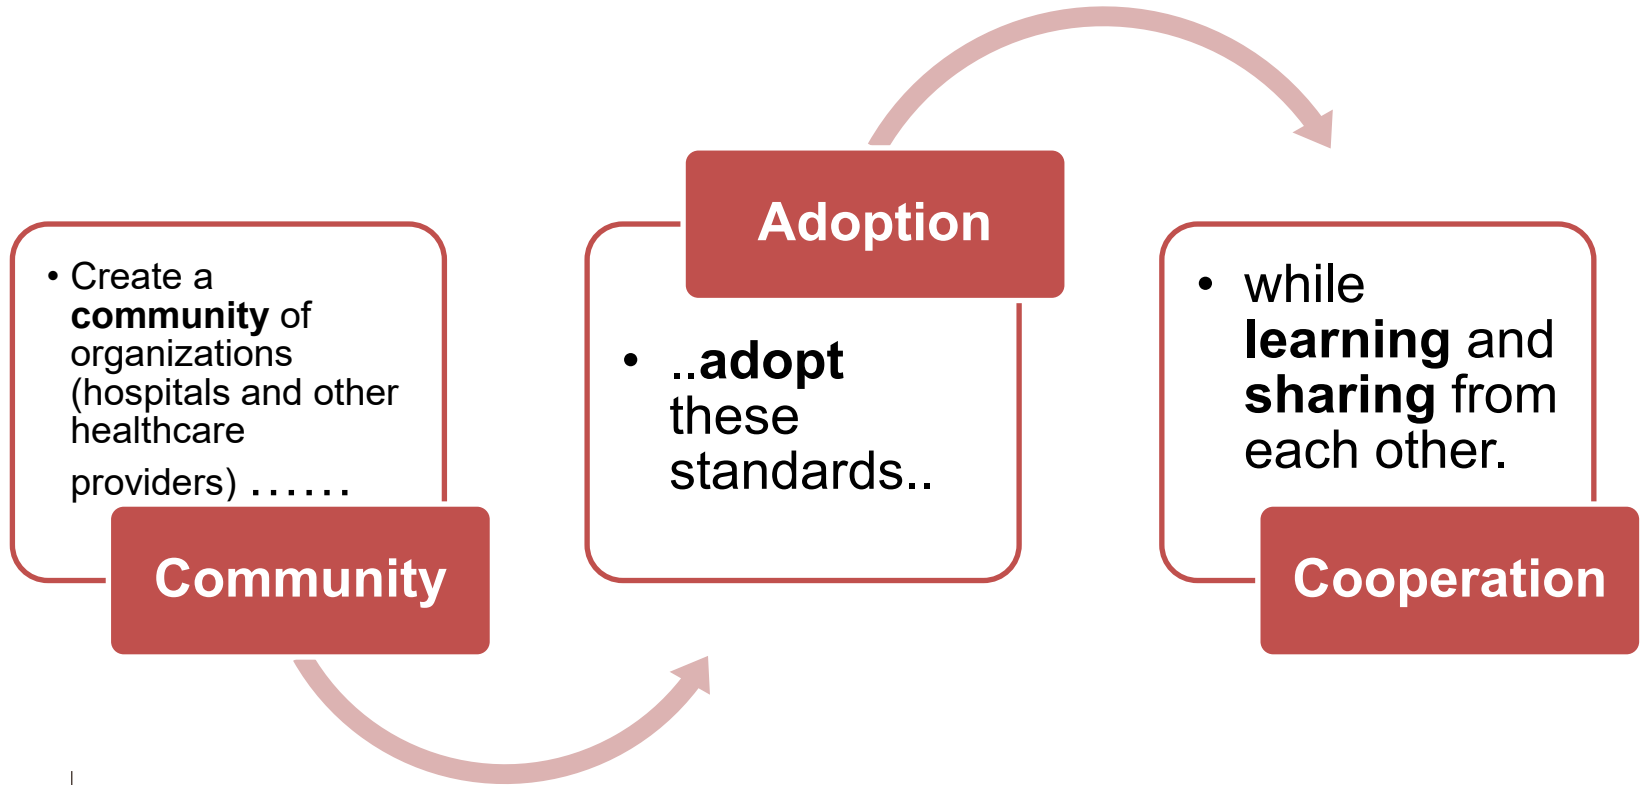 • Create a
community of
organizations
(hospitals and other
healthcare
providers) ......
Community
Adoption
• ..adopt
these
standards..
• while
learning and
sharing from
each other.
Cooperation